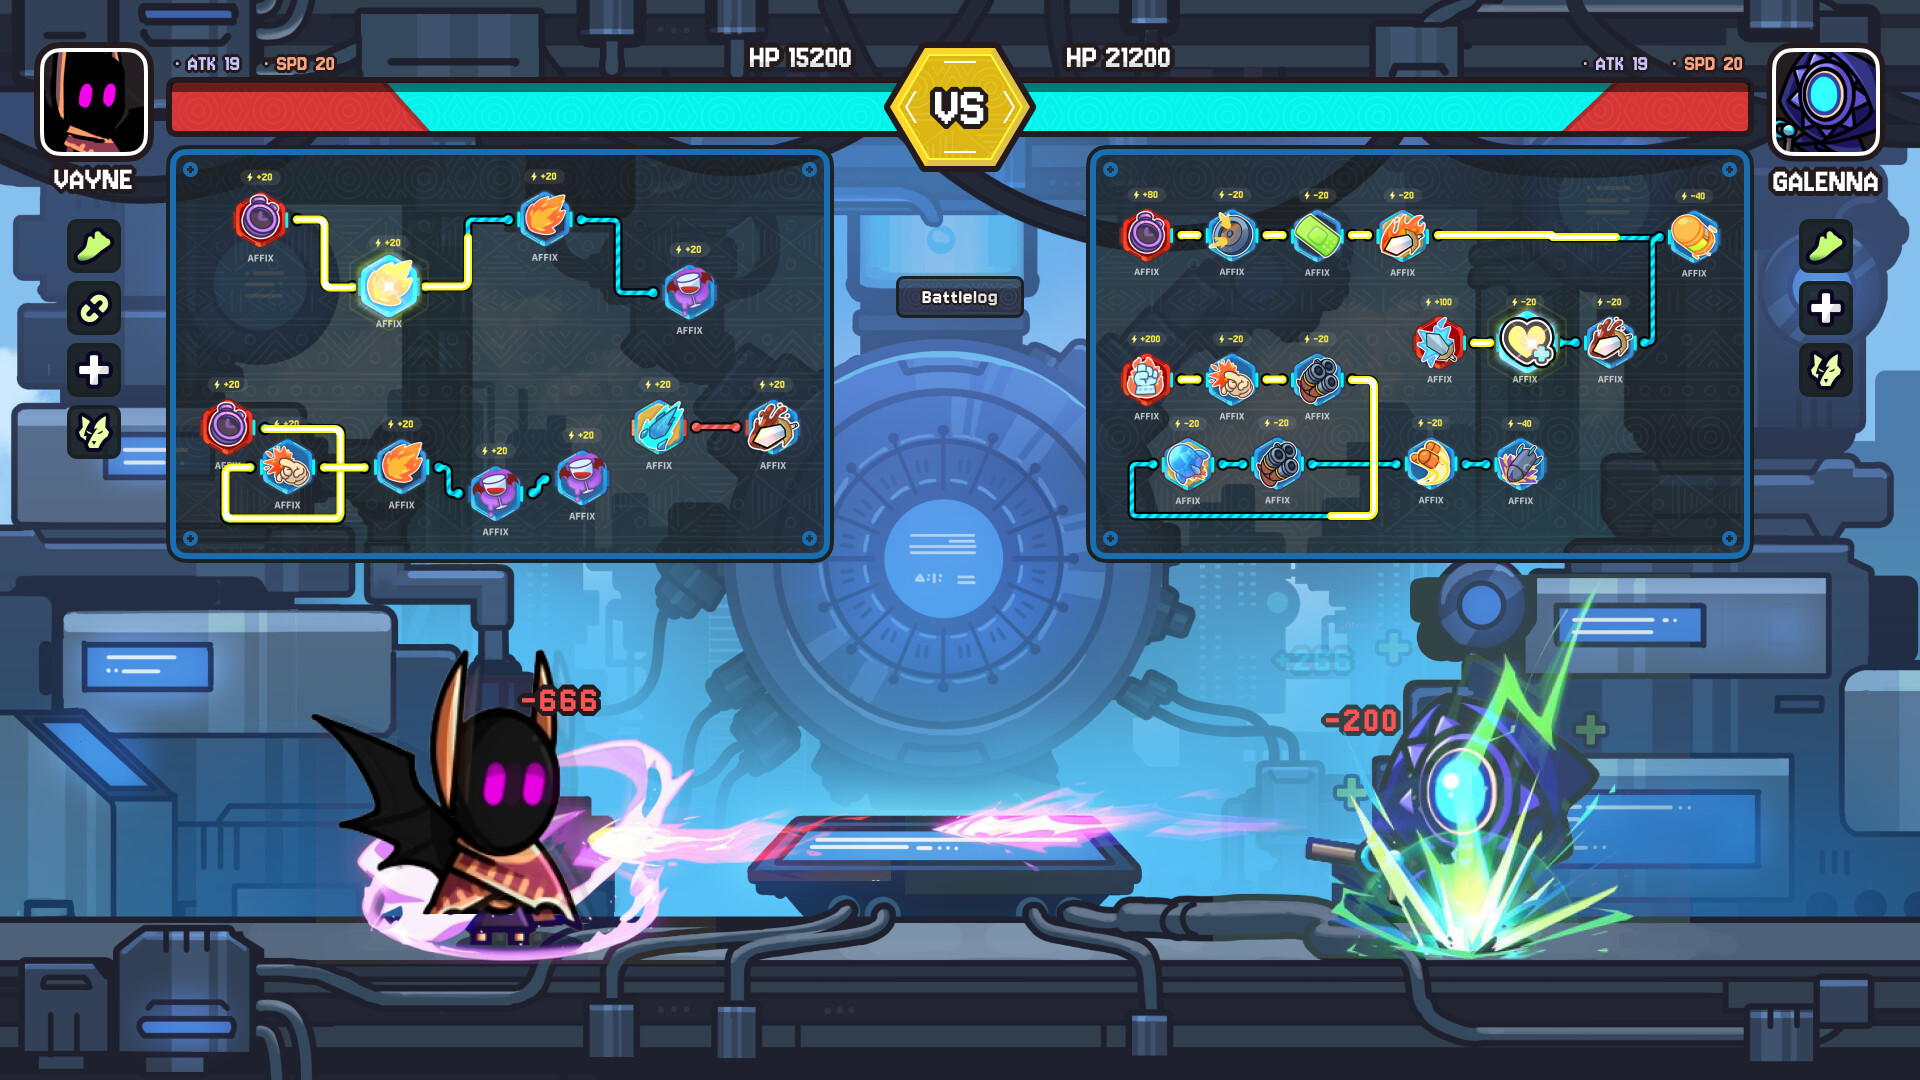 HP 15200
HP 21200
· ATK 19 · SPD 20
· ATK 19 · SPD 20
VS
VAYNE
GALENNA
Battlelog
+20
+20
+20
+20
AFFIX
AFFIX
AFFIX
AFFIX
+20
+20
+20
+20
+20
+20
+20
AFFIX
AFFIX
AFFIX
AFFIX
AFFIX
AFFIX
+80
-20
-20
-20
-40
AFFIX
AFFIX
AFFIX
AFFIX
AFFIX
+100
-20
-20
AFFIX
AFFIX
AFFIX
+200
-20
-20
AFFIX
AFFIX
AFFIX
-20
-20
-20
-40
AFFIX
AFFIX
AFFIX
AFFIX
+266
-666
-200